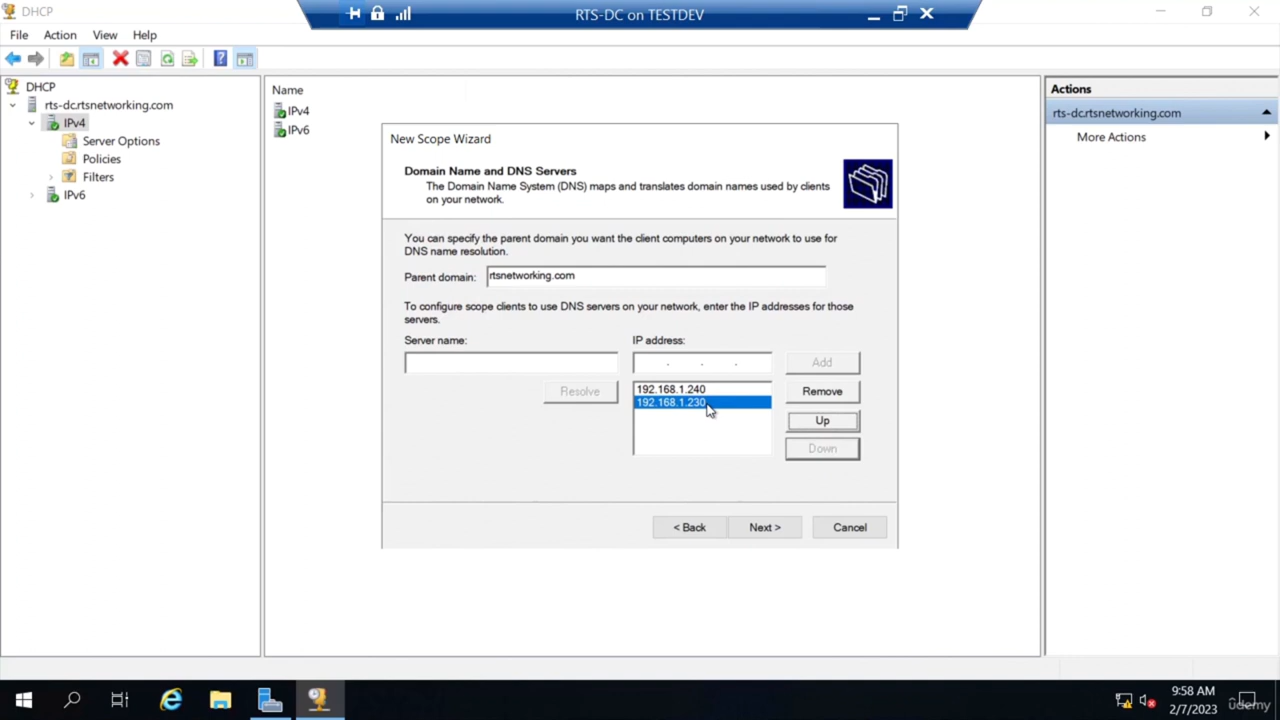 DHCP
RTS-DC on TESTDEV
File Action View Help
DHCP
rts-dc.rtsnetworking.com
IPv4
Server Options
Policies
Filters
IPv6
Name
IPv4
IPv6
New Scope Wizard
Domain Name and DNS Servers
The Domain Name System (DNS) maps and translates domain names used by clients
on your network.
You can specify the parent domain you want the client computers on your network to use for
DNS name resolution.
Parent domain: rtsnetworking.com
To configure scope clients to use DNS servers on your network, enter the IP addresses for those
servers.
Server name: IP address:
Add
Resolve 192.168.1.240 Remove
192.168.1.230
Up
Down
< Back Next > Cancel
Actions
rts-dc.rtsnetworking.com
More Actions
9:58 AM
2/7/2023
ûdemy